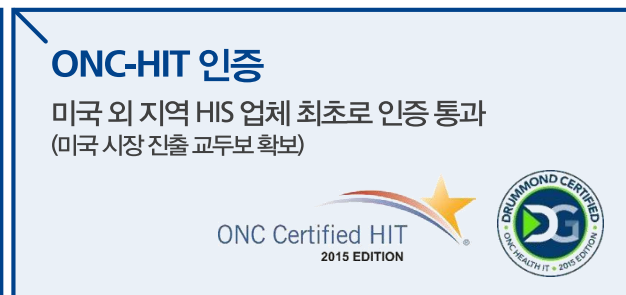 ONC-HIT 인증
미국 외 지역 HIS 업체 최초로 인증 통과
(미국 시장 진출 교두보 확보)
ONC Certified HIT
®
2015 EDITION
DRUMMOND CERTIFIED
DG
ONC HEALTH IT • 2015 EDITION